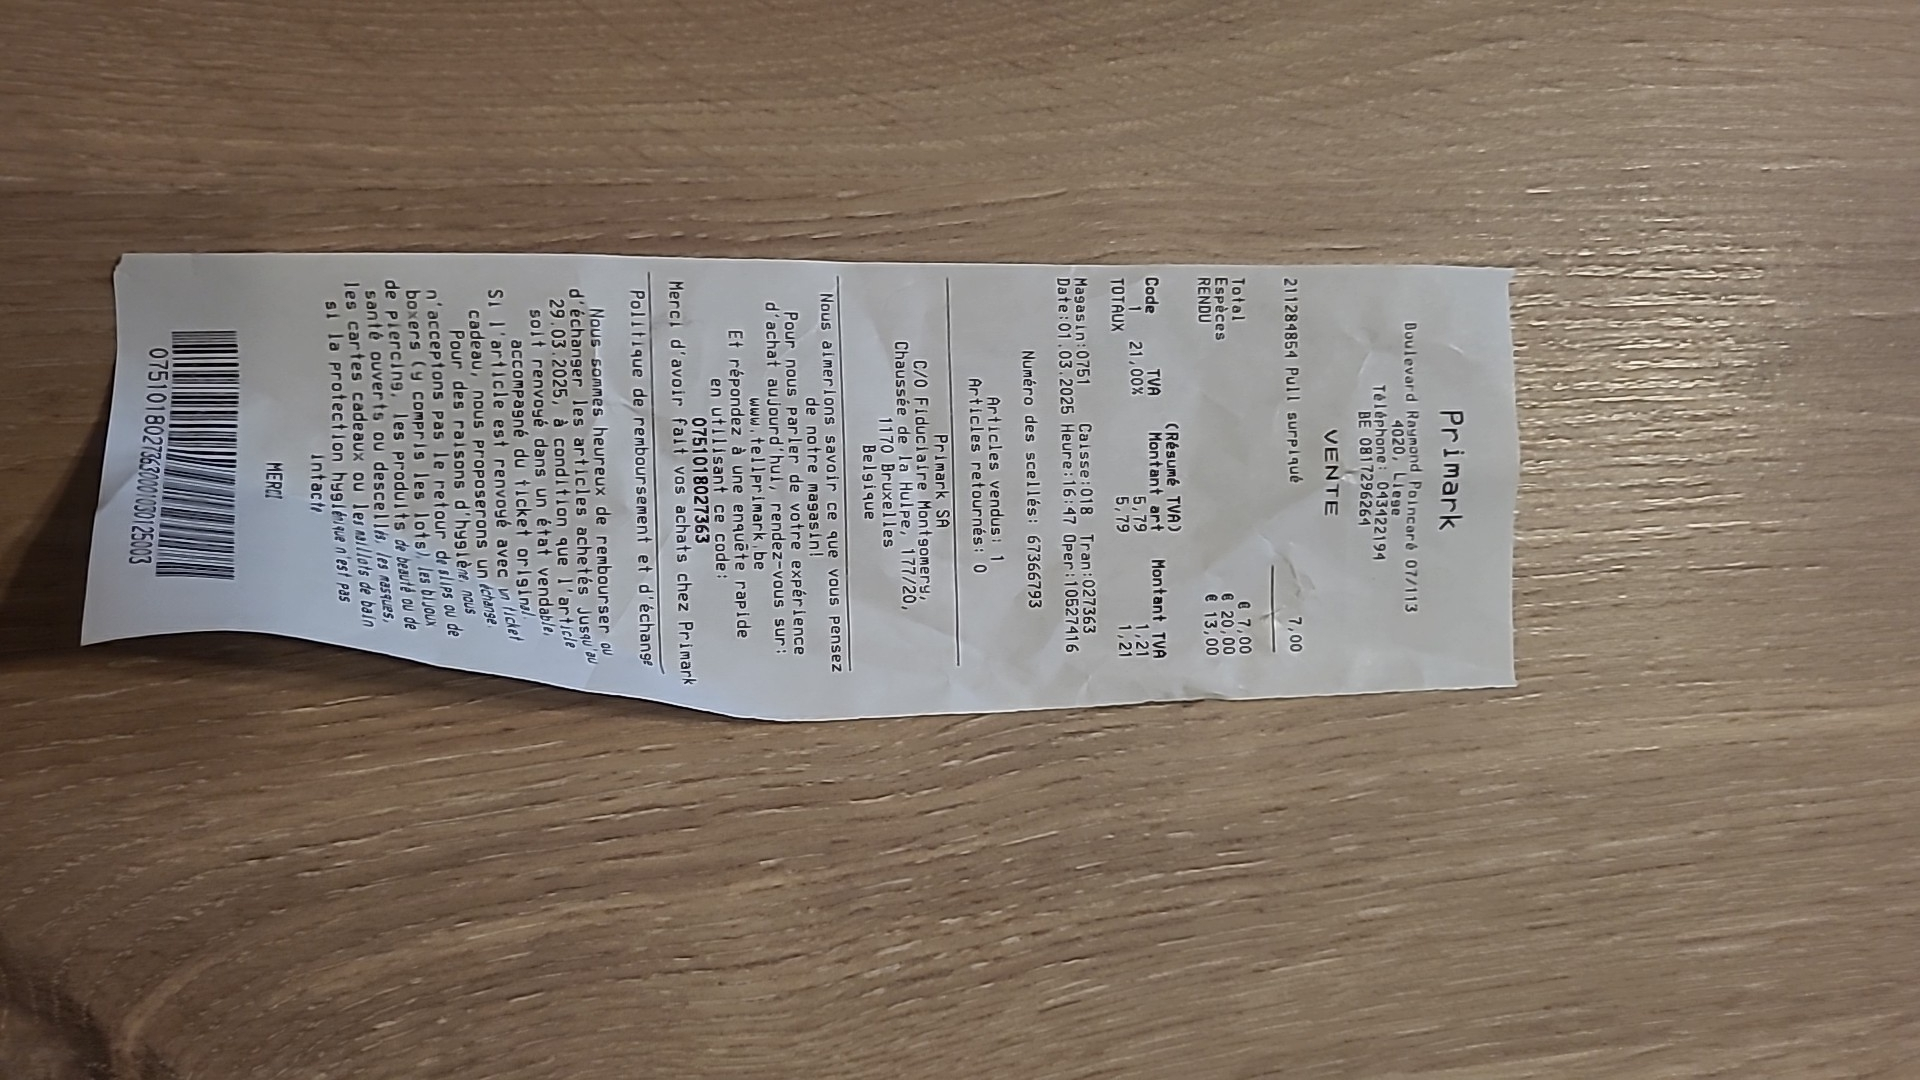 Primark
Boulevard Raymond Poincaré 07/113
4020, Liege
Téléphone: 043422194
BE 0817296264
VENTE
211284854 Pull surpiqué 7,00
Total € 7,00
Espèces € 20,00
RENDU € 13,00
(Résumé TVA)
Code TVA Montant art Montant TVA
1 21,00% 5,79 1,21
TOTAUX 5,79 1,21
Magasin:0751 Caisse:018 Tran:027363
Date:01.03.2025 Heure:16:47 Oper:10527416
Numéro des scellés: 67366793
Articles vendus: 1
Articles retournés: 0
Primark SA
C/O Fiduciaire Montgomery,
Chaussée de la Hulpe, 177/20,
1170 Bruxelles
Belgique
Nous aimerions savoir ce que vous pensez
de notre magasin!
Pour nous parler de votre expérience
d'achat aujourd'hui, rendez-vous sur:
www.tellprimark.be
Et répondez à une enquête rapide
en utilisant ce code:
0751018027363
Merci d'avoir fait vos achats chez Primark
Politique de remboursement et d'échange
Nous sommes heureux de rembourser ou
d'échanger les articles achetés jusqu'au
29.03.2025, à condition que l'article
soit renvoyé dans un état vendable,
accompagné du ticket original.
Si l'article est renvoyé avec un ticket
cadeau, nous proposerons un échange
Pour des raisons d'hygiène, nous
n'acceptons pas le retour de slips ou de
boxers (y compris les lots), les bijoux
de piercing, les produits de beauté ou de
santé ouverts ou descellés, les masques,
les cartes cadeaux ou les maillots de bain
si la protection hygiénique n'est pas
intacte
MERCI